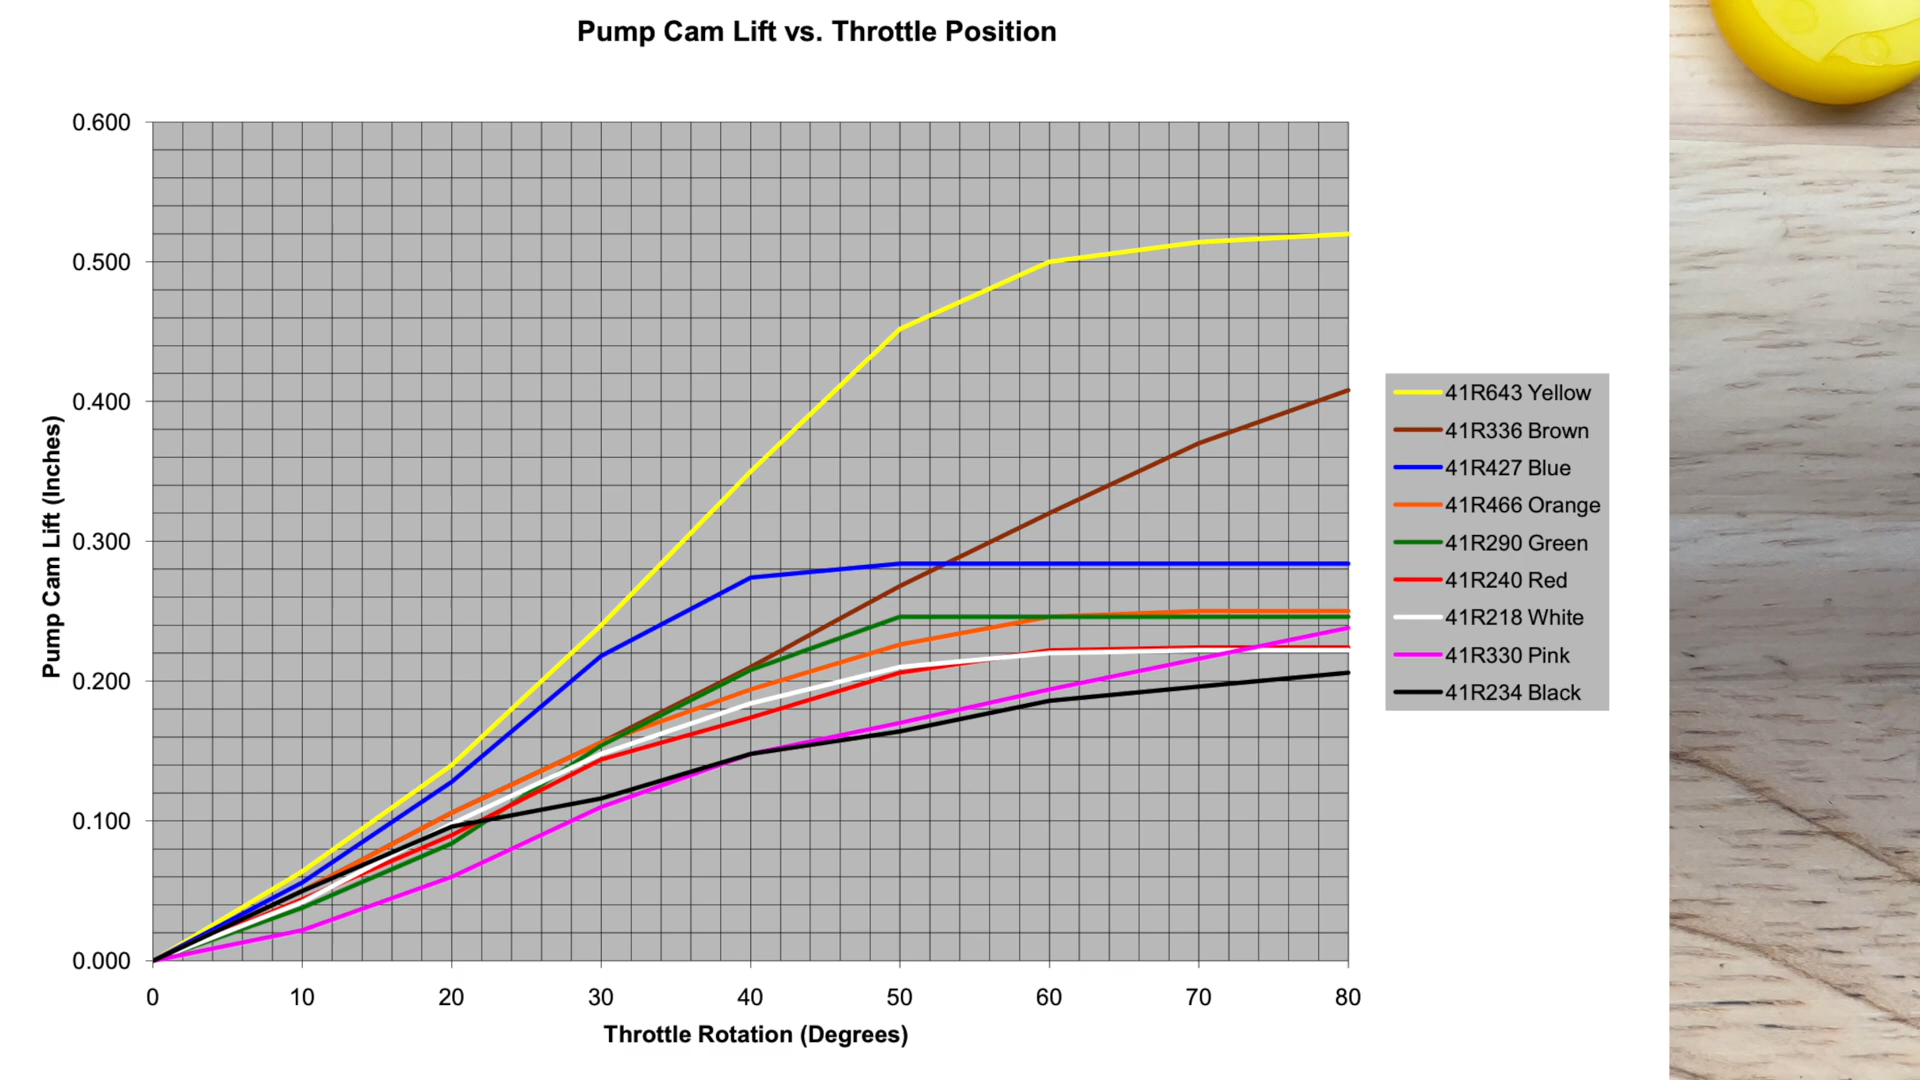 Pump Cam Lift vs. Throttle Position
0.600
0.500
0.400
0.300
0.200
0.100
0.000
Pump Cam Lift (Inches)
0 10 20 30 40 50 60 70 80
Throttle Rotation (Degrees)
41R643 Yellow
41R336 Brown
41R427 Blue
41R466 Orange
41R290 Green
41R240 Red
41R218 White
41R330 Pink
41R234 Black